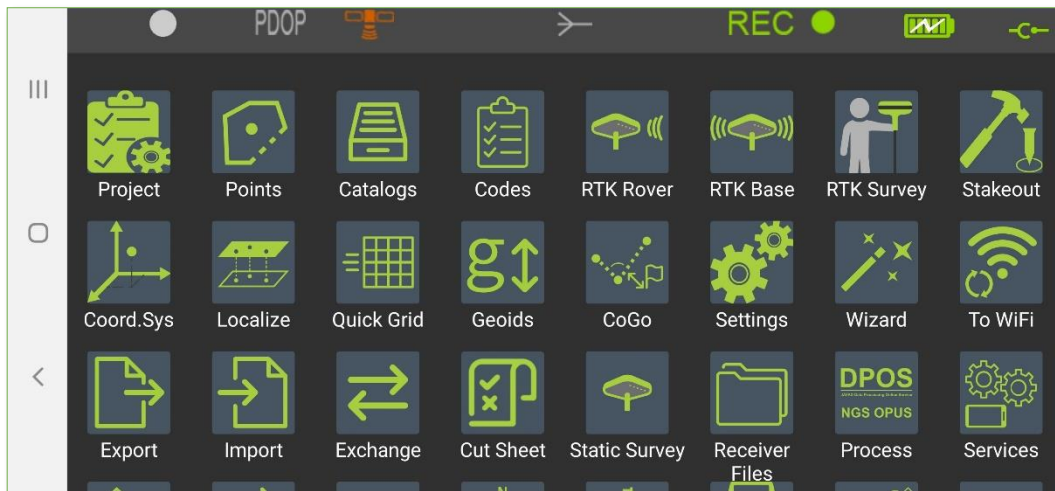 PDOP
REC
Project
Points
Catalogs
Codes
RTK Rover
RTK Base
RTK Survey
Stakeout
g
Coord.Sys
Localize
Quick Grid
Geoids
CoGo
Settings
Wizard
To WiFi
DPOS
NGS OPUS
Export
Import
Exchange
Cut Sheet
Static Survey
Receiver
Files
Process
Services
N